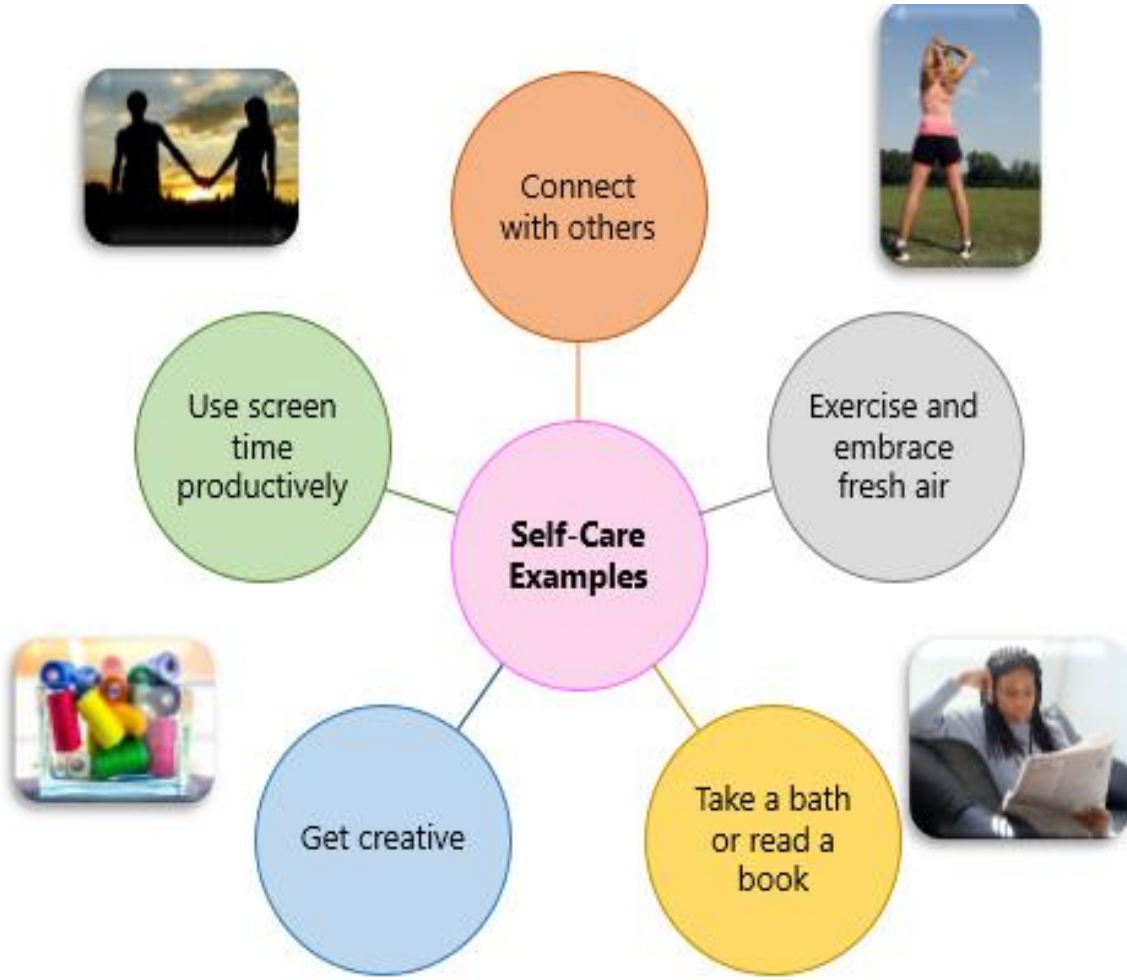 Connect
with others
Use screen
time
productively
Exercise and
embrace
fresh air
Self-Care
Examples
Get creative
Take a bath
or read a
book